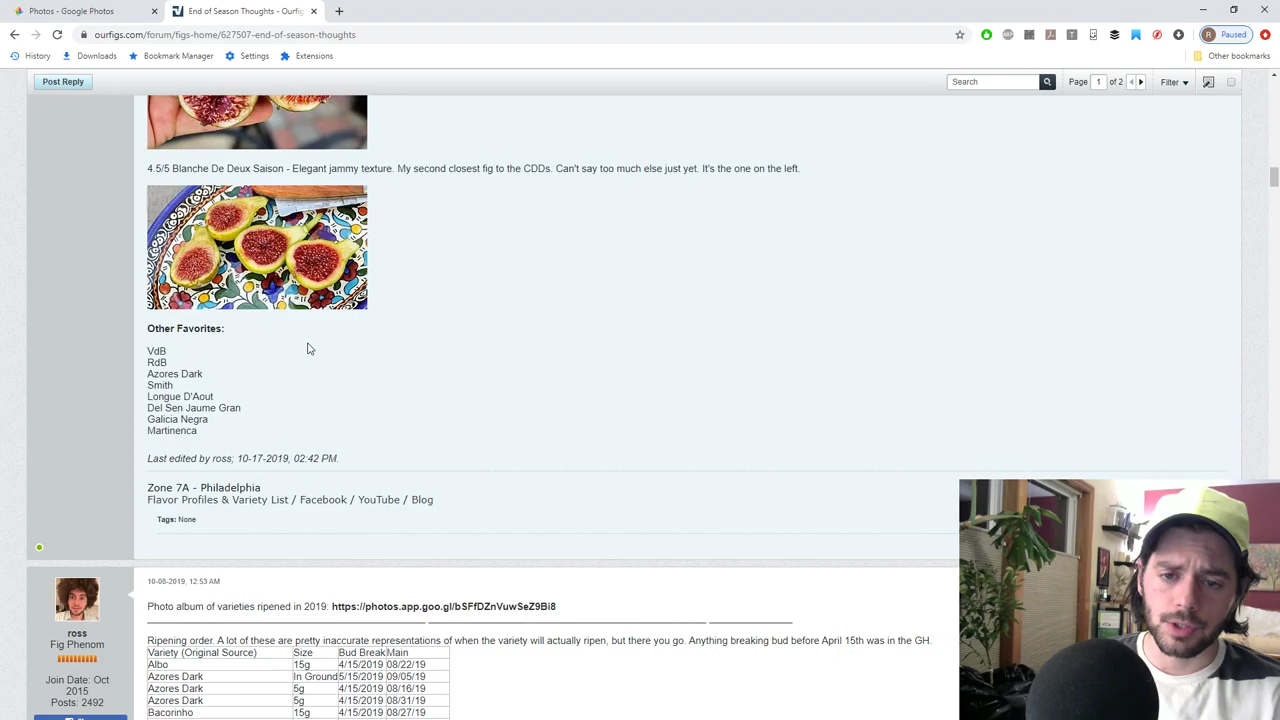 Photos - Google Photos
End of Season Thoughts - Ourfigs
ourfigs.com/forum/figs-home/627507-end-of-season-thoughts
R Paused
History Downloads Bookmark Manager Settings Extensions Other bookmarks
Post Reply Search Page 1 of 2 Filter
4.5/5 Blanche De Deux Saison - Elegant jammy texture. My second closest fig to the CDDs. Can't say too much else just yet. It's the one on the left.
Other Favorites:
VdB
RdB
Azores Dark
Smith
Longue D'Aout
Del Sen Jaume Gran
Galicia Negra
Martinenca
Last edited by ross; 10-17-2019, 02:42 PM.
Zone 7A - Philadelphia
Flavor Profiles & Variety List / Facebook / YouTube / Blog
Tags: None
ross
Fig Phenom
Join Date: Oct
2015
Posts: 2492
10-08-2019, 12:53 AM
Photo album of varieties ripened in 2019: https://photos.app.goo.gl/bSFfDZnVuwSeZ9Bi8
Ripening order. A lot of these are pretty inaccurate representations of when the variety will actually ripen, but there you go. Anything breaking bud before April 15th was in the GH.
Variety (Original Source) Size Bud Break Main
Albo 15g 4/15/2019 08/22/19
Azores Dark In Ground 5/15/2019 09/05/19
Azores Dark 5g 4/15/2019 08/16/19
Azores Dark 5g 4/15/2019 08/31/19
Bacorinho 15g 4/15/2019 08/27/19